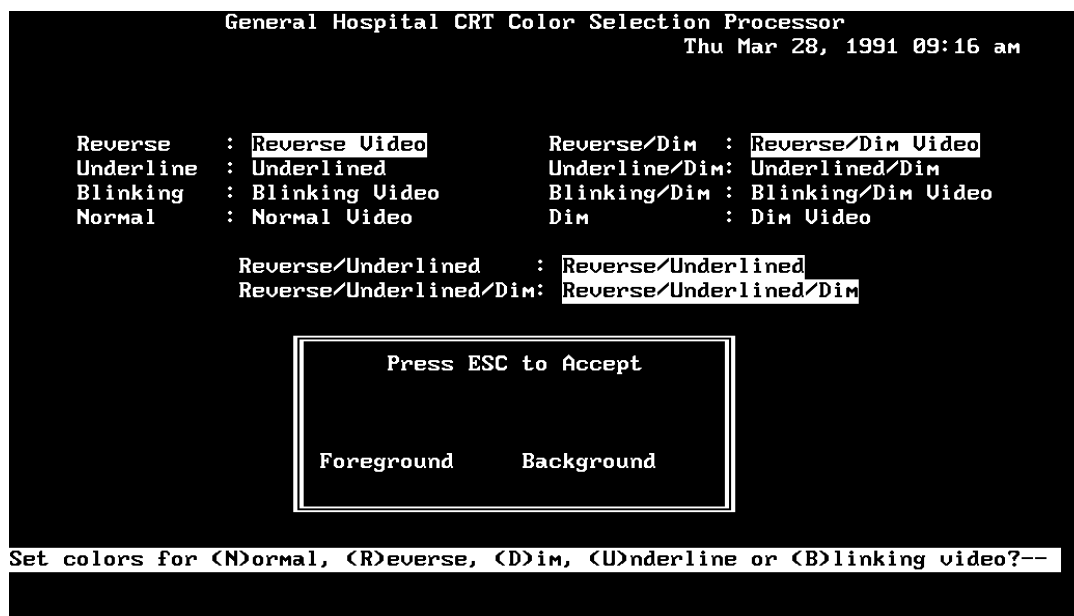 General Hospital CRT Color Selection Processor
Thu Mar 28, 1991 09:16 am
Reverse : Reverse Video Reverse/Dim : Reverse/Dim Video
Underline : Underlined Underline/Dim: Underlined/Dim
Blinking : Blinking Video Blinking/Dim : Blinking/Dim Video
Normal : Normal Video Dim : Dim Video
Reverse/Underlined : Reverse/Underlined
Reverse/Underlined/Dim: Reverse/Underlined/Dim
Press ESC to Accept
Foreground Background
Set colors for (N)ormal, (R)everse, (D)im, (U)nderline or (B)linking video?--